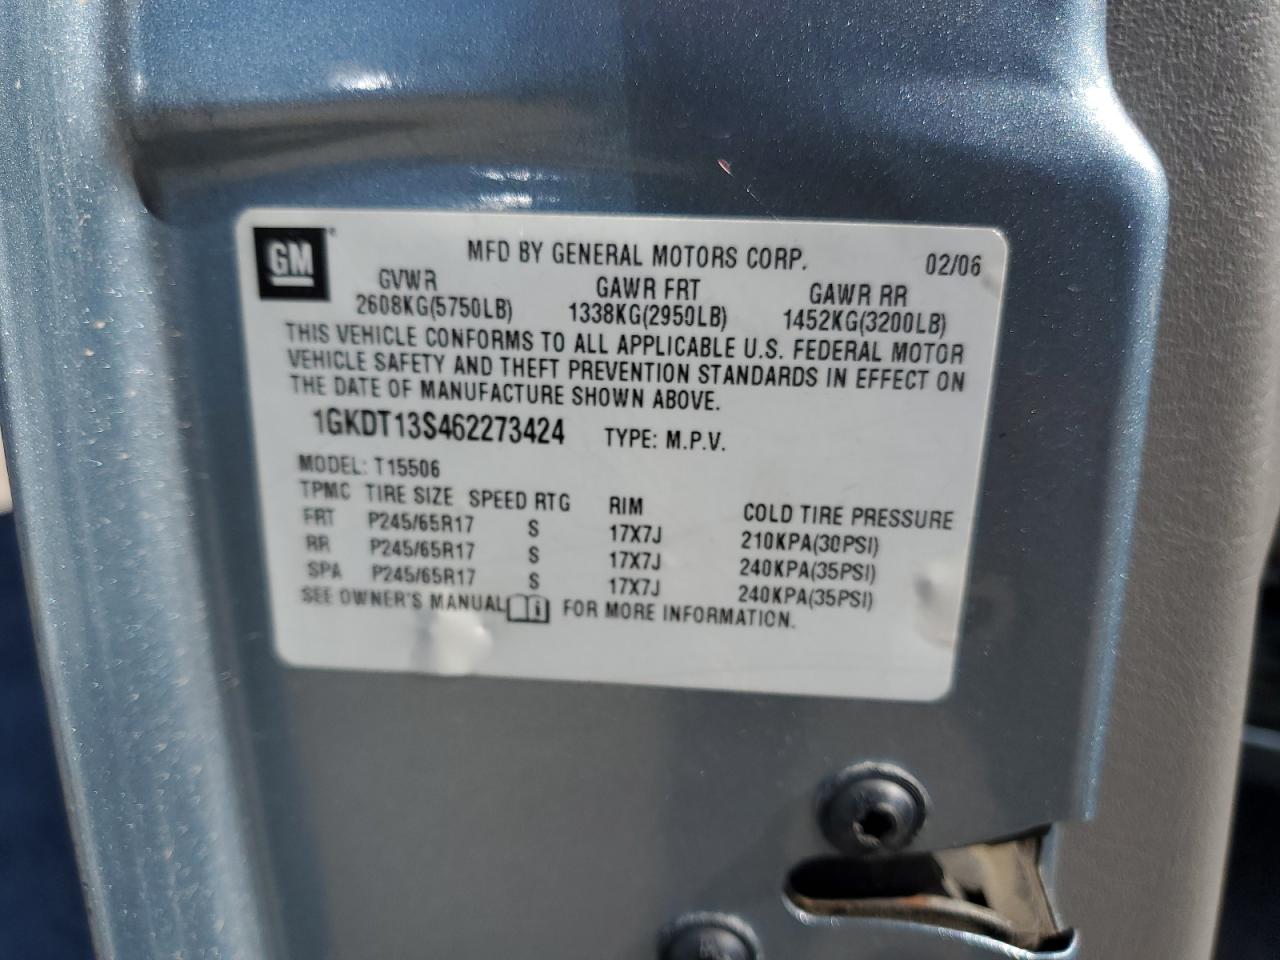 GM
MFD BY GENERAL MOTORS CORP. 02/06
GVWR GAWR FRT GAWR RR
2608KG(5750LB) 1338KG(2950LB) 1452KG(3200LB)
THIS VEHICLE CONFORMS TO ALL APPLICABLE U.S. FEDERAL MOTOR
VEHICLE SAFETY AND THEFT PREVENTION STANDARDS IN EFFECT ON
THE DATE OF MANUFACTURE SHOWN ABOVE.
1GKDT13S462273424 TYPE: M.P.V.
MODEL: T15506
TPMC TIRE SIZE SPEED RTG RIM COLD TIRE PRESSURE
FRT P245/65R17 S 17X7J 210KPA(30PSI)
RR P245/65R17 S 17X7J 240KPA(35PSI)
SPA P245/65R17 S 17X7J 240KPA(35PSI)
SEE OWNER'S MANUAL i FOR MORE INFORMATION.